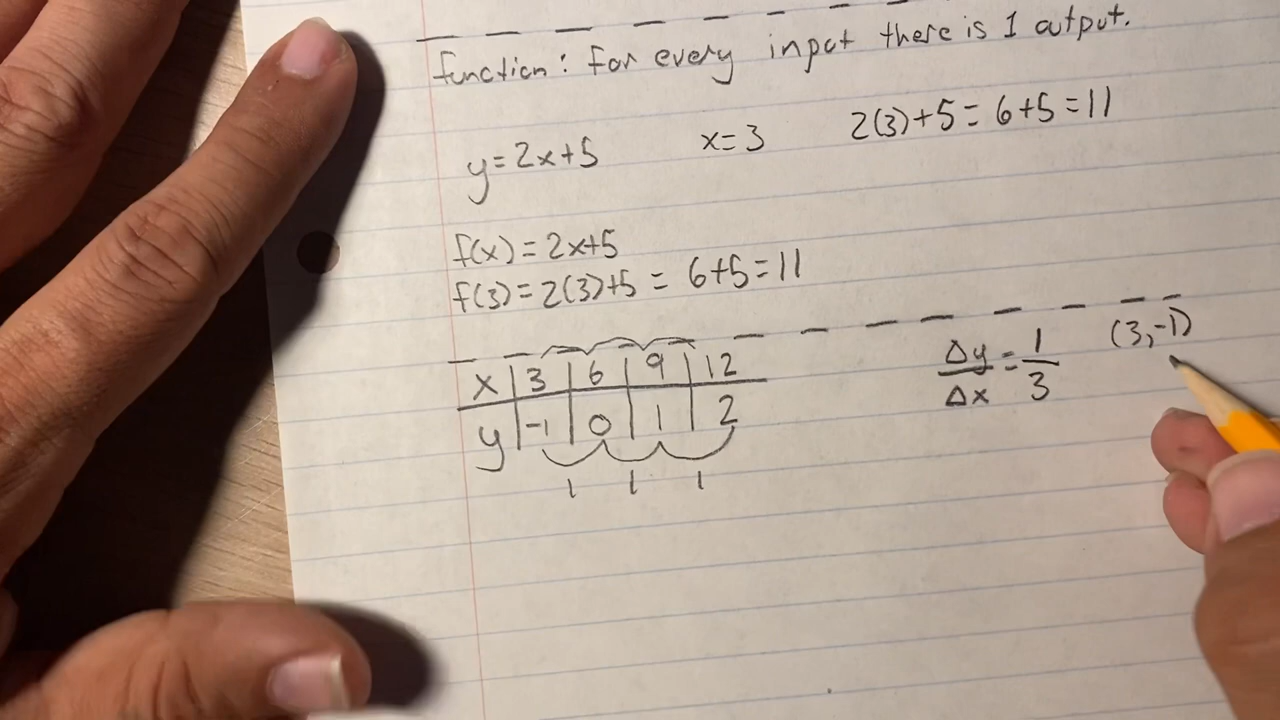 function: For every input there is 1 output.
y=2x+5 x=3 2(3)+5=6+5=11
f(x)=2x+5
f(3)=2(3)+5=6+5=11
x 3 6 9 12
y -1 0 1 2
1 1 1
Δy/Δx=1/3 (3,-1)